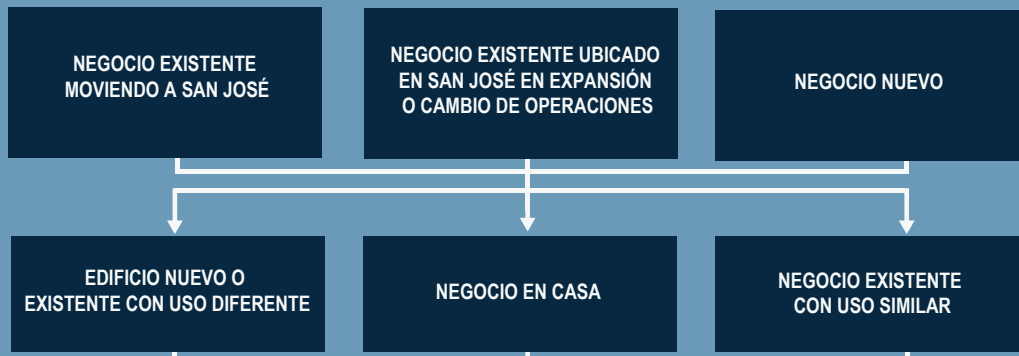 NEGOCIO EXISTENTE
MOVIENDO A SAN JOSÉ
NEGOCIO EXISTENTE UBICADO
EN SAN JOSÉ EN EXPANSIÓN
O CAMBIO DE OPERACIONES
NEGOCIO NUEVO
EDIFICIO NUEVO O
EXISTENTE CON USO DIFERENTE
NEGOCIO EN CASA
NEGOCIO EXISTENTE
CON USO SIMILAR